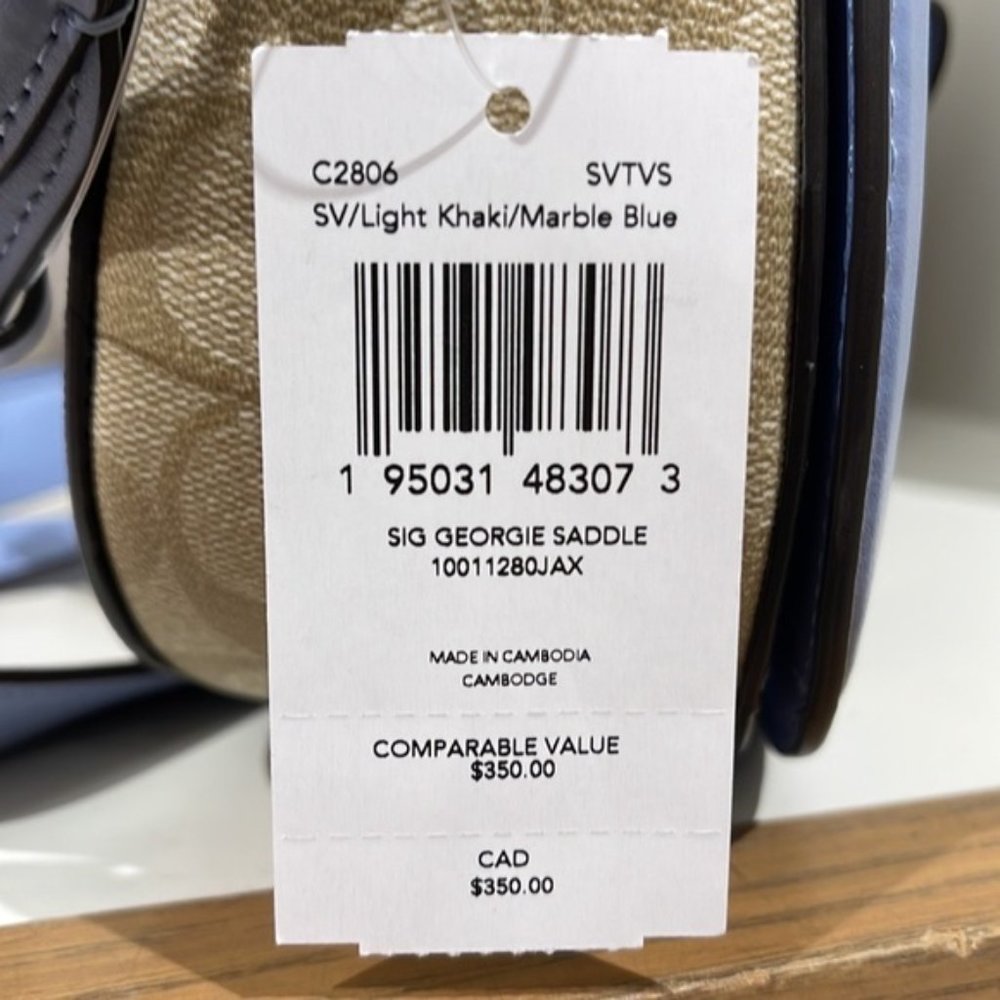 C2806 SVTVS
SV/Light Khaki/Marble Blue
1 95031 48307 3
SIG GEORGIE SADDLE
10011280JAX
MADE IN CAMBODIA
CAMBODGE
COMPARABLE VALUE
$350.00
CAD
$350.00